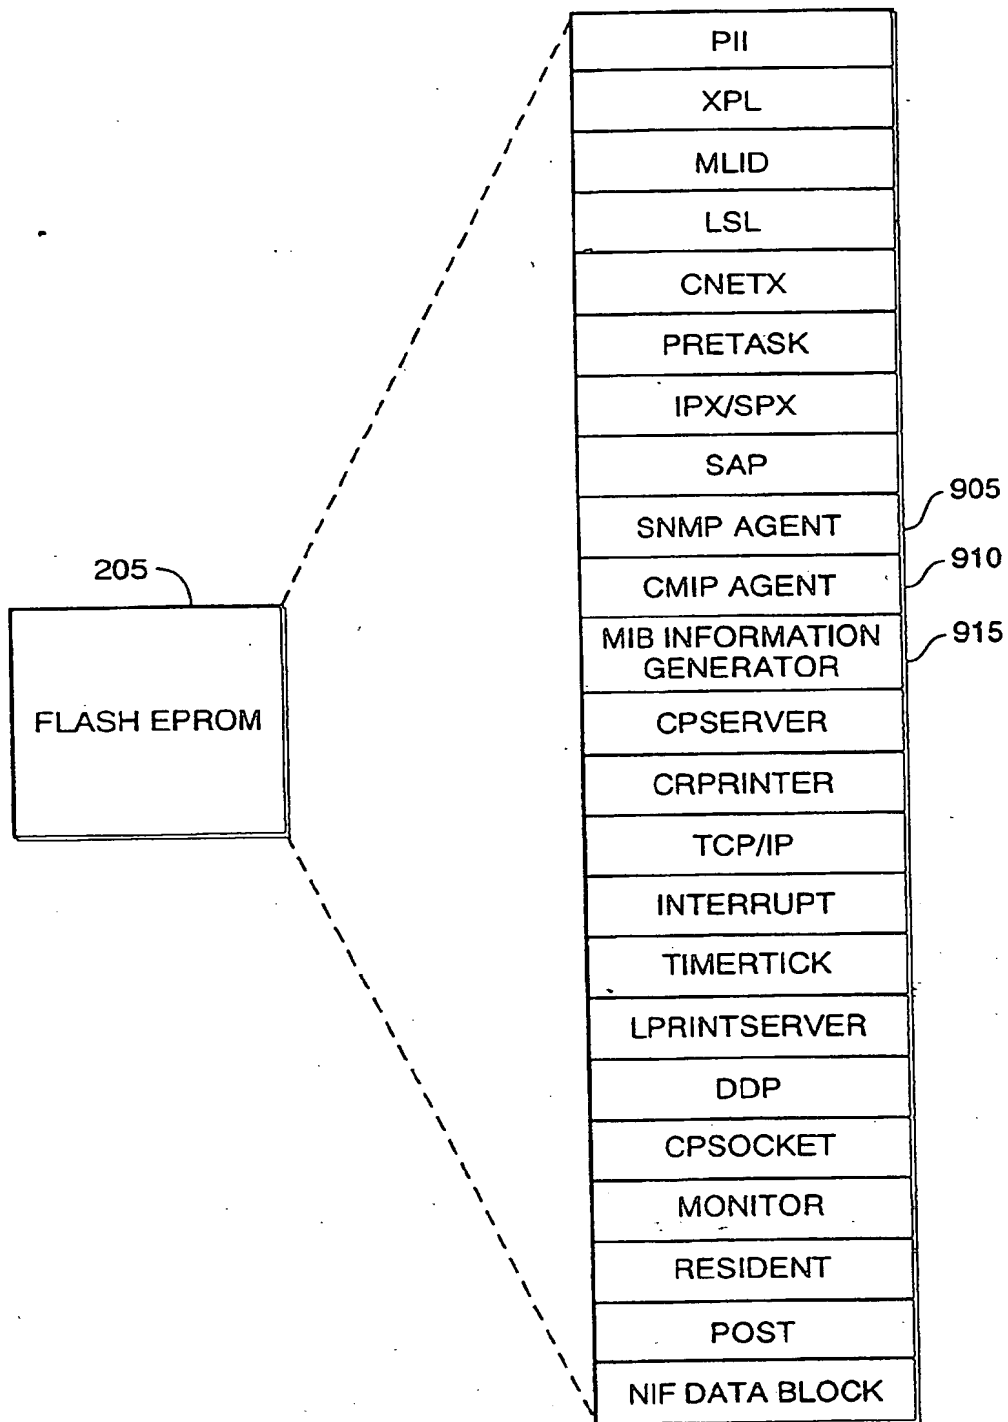 PII
XPL
MLID
LSL
CNETX
PRETASK
IPX/SPX
SAP
SNMP AGENT
905
CMIP AGENT
910
MIB INFORMATION
GENERATOR
915
CPSERVER
CRPRINTER
TCP/IP
INTERRUPT
TIMERTICK
LPRINTSERVER
DDP
CPSOCKET
MONITOR
RESIDENT
POST
NIF DATA BLOCK
205
FLASH EPROM